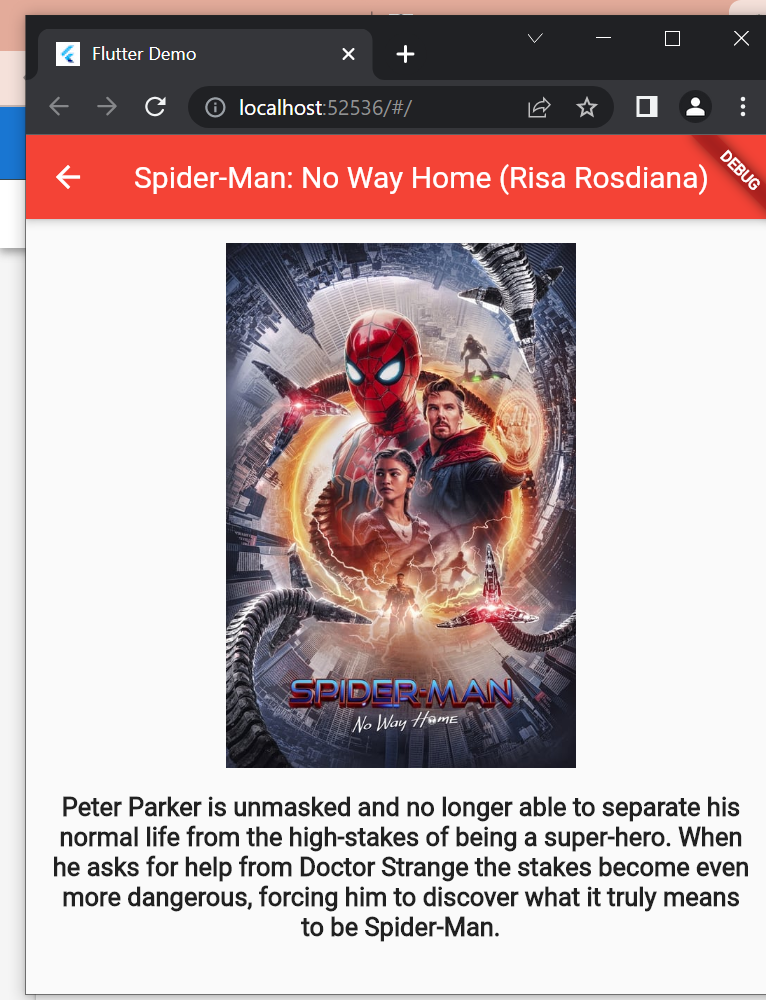 Flutter Demo
localhost:52536/#/
Spider-Man: No Way Home (Risa Rosdiana)
DEBUG
SPIDER-MAN
No Way Home
Peter Parker is unmasked and no longer able to separate his
normal life from the high-stakes of being a super-hero. When
he asks for help from Doctor Strange the stakes become even
more dangerous, forcing him to discover what it truly means
to be Spider-Man.